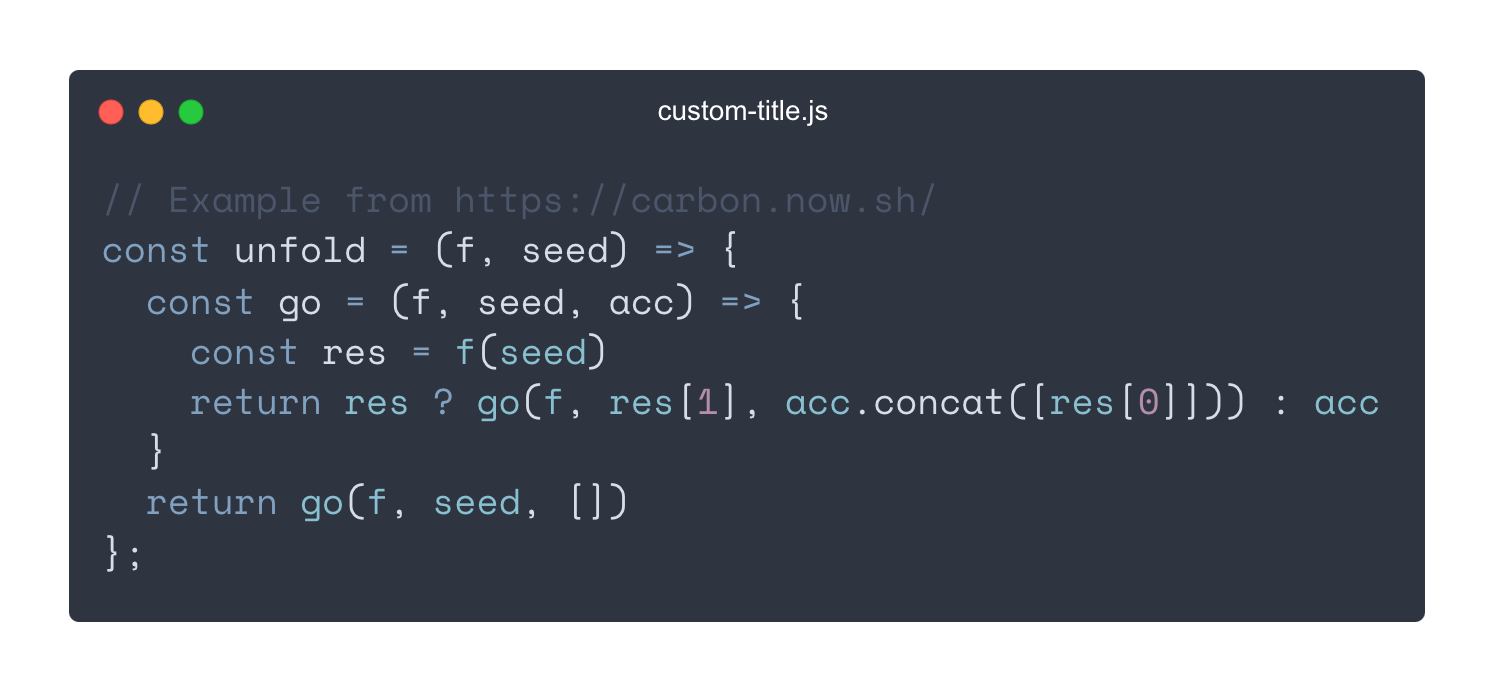 custom-title.js
// Example from https://carbon.now.sh/
const unfold = (f, seed) => {
  const go = (f, seed, acc) => {
    const res = f(seed)
    return res ? go(f, res[1], acc.concat([res[0]])) : acc
  }
  return go(f, seed, [])
};